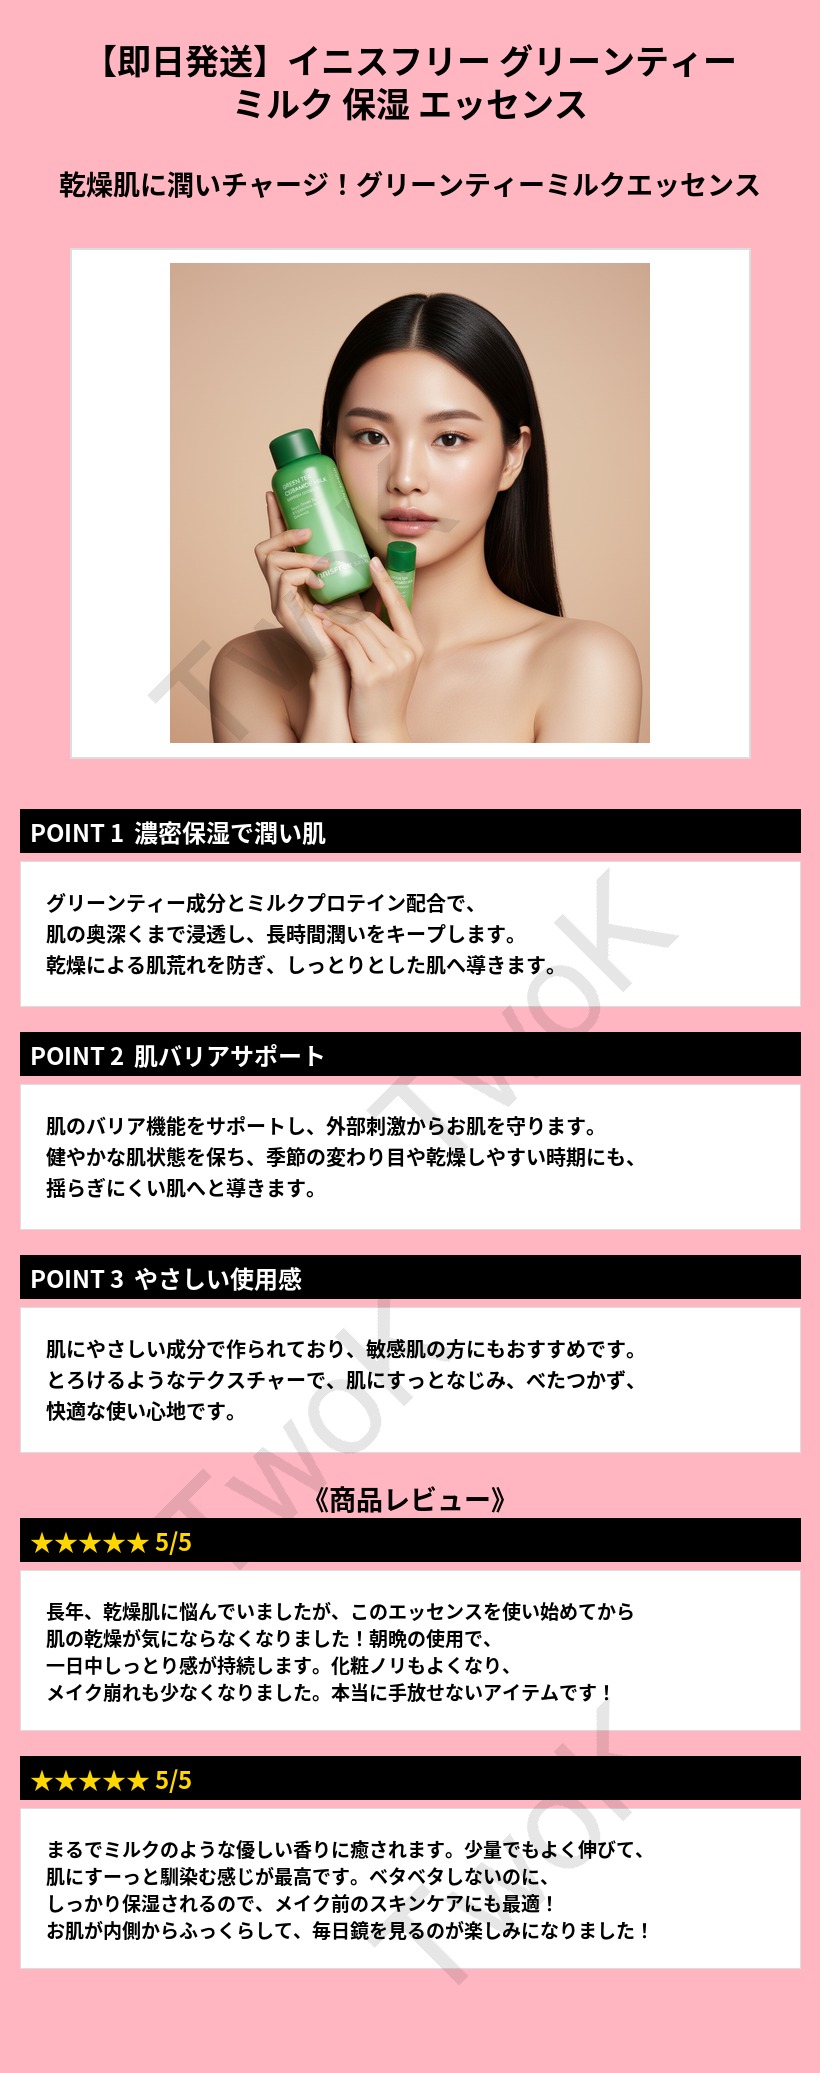 【即日発送】イニスフリー グリーンティー
ミルク 保湿 エッセンス
乾燥肌に潤いチャージ！グリーンティーミルクエッセンス
GREEN TEA
CERAMIDE MILK
POINT 1 濃密保湿で潤い肌
グリーンティー成分とミルクプロテイン配合で、
肌の奥深くまで浸透し、長時間潤いをキープします。
乾燥による肌荒れを防ぎ、しっとりとした肌へ導きます。
POINT 2 肌バリアサポート
肌のバリア機能をサポートし、外部刺激からお肌を守ります。
健やかな肌状態を保ち、季節の変わり目や乾燥しやすい時期にも、
揺らぎにくい肌へと導きます。
POINT 3 やさしい使用感
肌にやさしい成分で作られており、敏感肌の方にもおすすめです。
とろけるようなテクスチャーで、肌にすっとなじみ、べたつかず、
快適な使い心地です。
《商品レビュー》
★★★★★ 5/5
長年、乾燥肌に悩んでいましたが、このエッセンスを使い始めてから
肌の乾燥が気にならなくなりました！朝晩の使用で、
一日中しっとり感が持続します。化粧ノリもよくなり、
メイク崩れも少なくなりました。本当に手放せないアイテムです！
★★★★★ 5/5
まるでミルクのような優しい香りに癒されます。少量でもよく伸びて、
肌にすーっと馴染む感じが最高です。ベタベタしないのに、
しっかり保湿されるので、メイク前のスキンケアにも最適！
お肌が内側からふっくらして、毎日鏡を見るのが楽しみになりました！
TwoK
TwoK
TwoK
TwoK